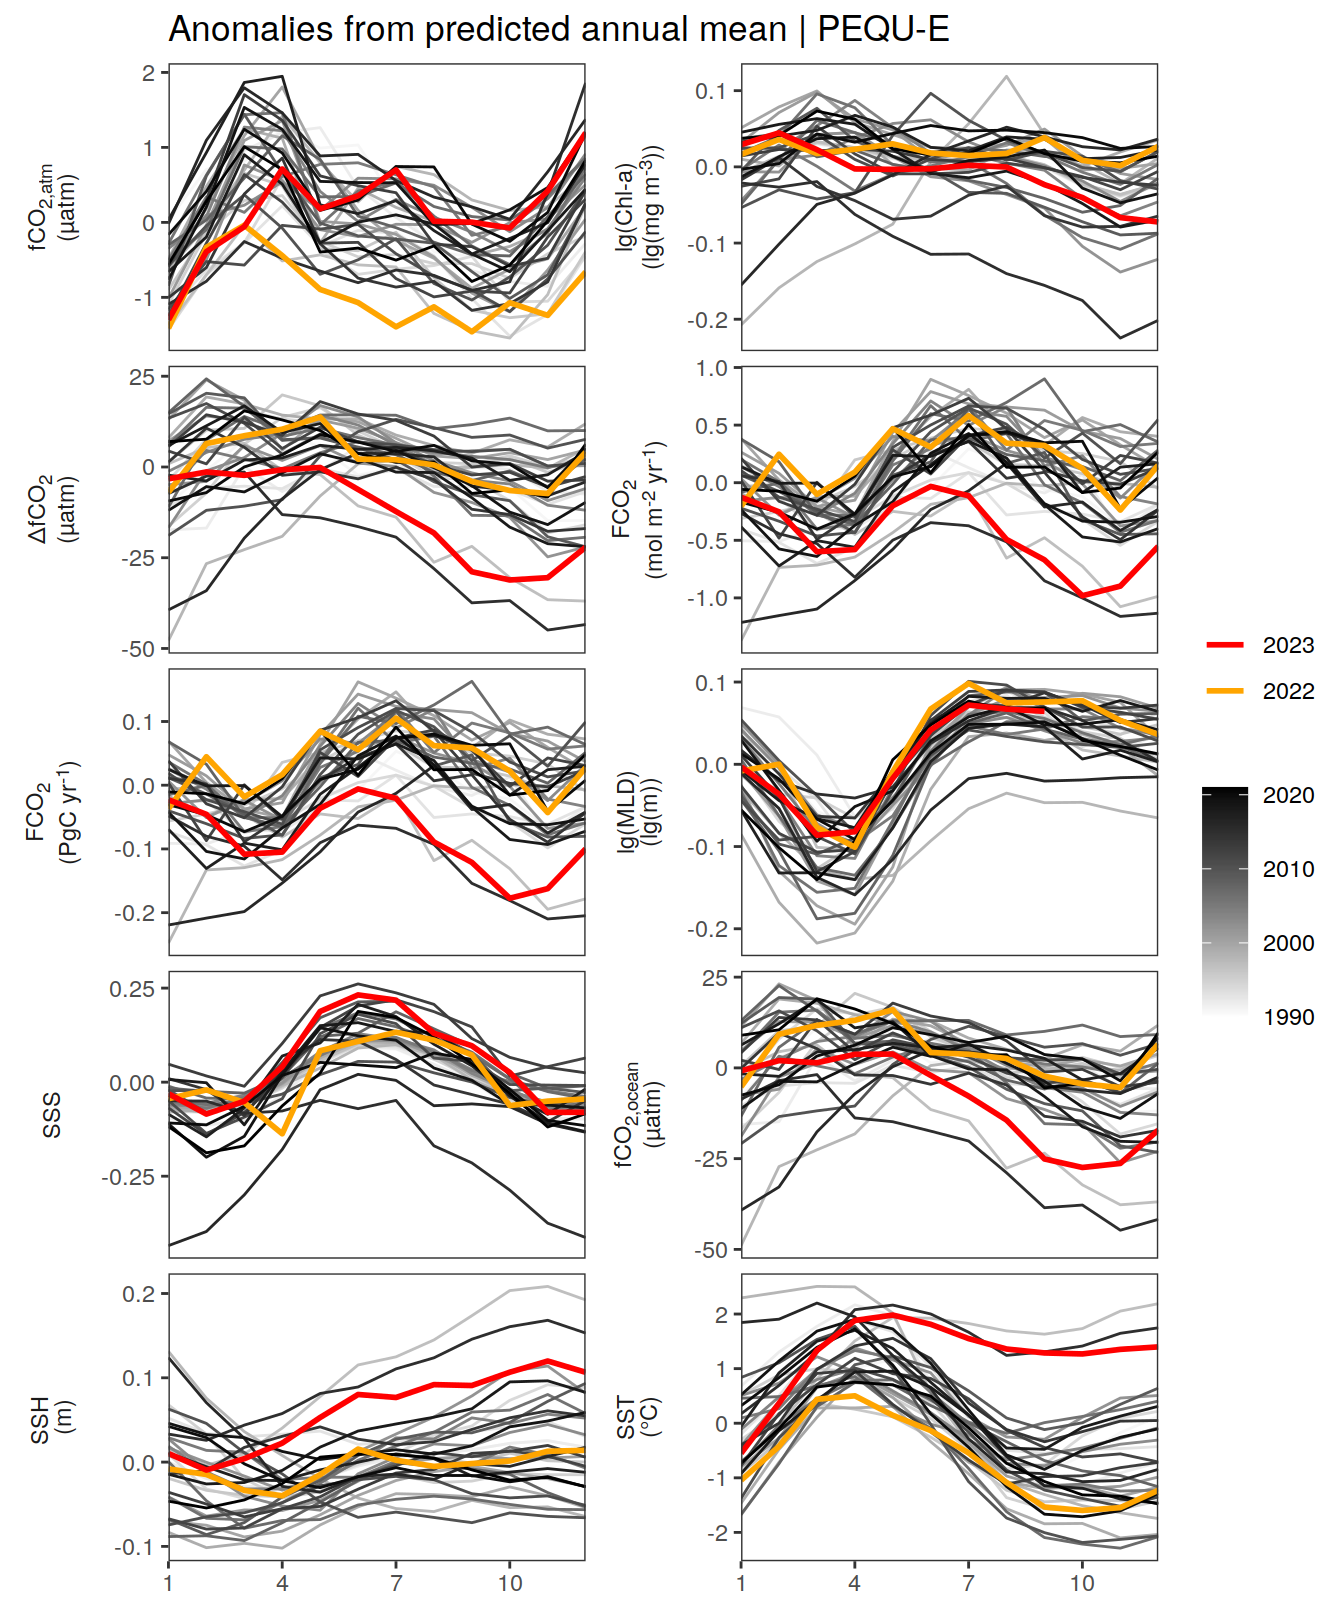 Anomalies from predicted annual mean | PEQU-E
fCO2,atm
(µatm)
2
1
0
-1
lg(Chl-a)
(lg(mg m-3))
0.1
0.0
-0.1
-0.2
ΔfCO2
(µatm)
25
0
-25
-50
FCO2
(mol m-2 yr-1)
1.0
0.5
0.0
-0.5
-1.0
FCO2
(PgC yr-1)
0.1
0.0
-0.1
-0.2
lg(MLD)
(lg(m))
0.1
0.0
-0.1
-0.2
SSS
0.25
0.00
-0.25
fCO2,ocean
(µatm)
25
0
-25
-50
SSH
(m)
0.2
0.1
0.0
-0.1
1
4
7
10
SST
(°C)
2
1
0
-1
-2
1
4
7
10
2023
2022
2020
2010
2000
1990